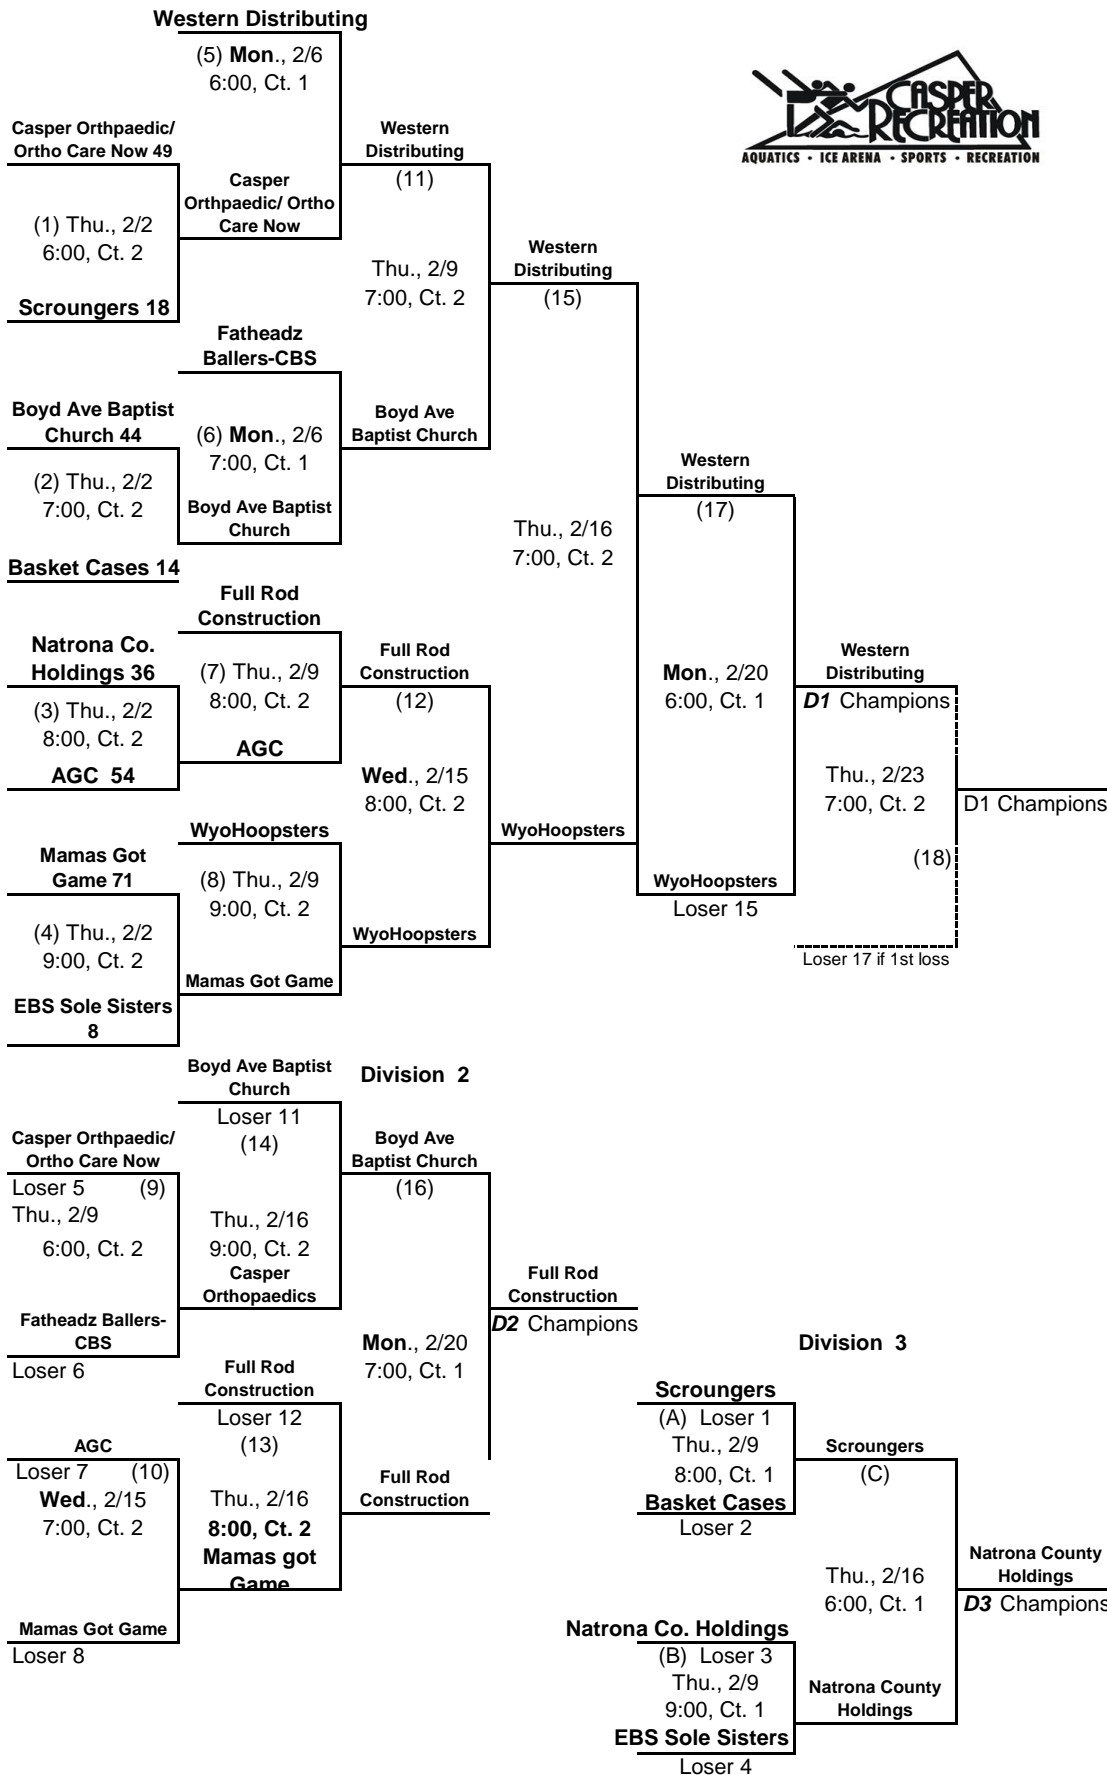 Western Distributing
(5) Mon., 2/6
6:00, Ct. 1
CASPER
RECREATION
AQUATICS • ICE ARENA • SPORTS • RECREATION
Casper Orthpaedic/
Ortho Care Now 49
Western
Distributing
(11)
Casper
Orthpaedic/ Ortho
Care Now
(1) Thu., 2/2
6:00, Ct. 2
Western
Distributing
(15)
Thu., 2/9
7:00, Ct. 2
Scroungers 18
Fatheadz
Ballers-CBS
Boyd Ave Baptist
Church 44
(6) Mon., 2/6
7:00, Ct. 1
Boyd Ave
Baptist Church
(2) Thu., 2/2
7:00, Ct. 2
Boyd Ave Baptist
Church
Western
Distributing
(17)
Thu., 2/16
7:00, Ct. 2
Basket Cases 14
Full Rod
Construction
Natrona Co.
Holdings 36
(7) Thu., 2/9
8:00, Ct. 2
Full Rod
Construction
(12)
Mon., 2/20
6:00, Ct. 1
Western
Distributing
D1 Champions
(3) Thu., 2/2
8:00, Ct. 2
AGC
AGC 54
Wed., 2/15
8:00, Ct. 2
Thu., 2/23
7:00, Ct. 2
D1 Champions
WyoHoopsters
WyoHoopsters
Mamas Got
Game 71
(8) Thu., 2/9
9:00, Ct. 2
(18)
WyoHoopsters
Loser 15
(4) Thu., 2/2
9:00, Ct. 2
WyoHoopsters
Loser 17 if 1st loss
Mamas Got Game
EBS Sole Sisters
8
Boyd Ave Baptist
Church
Division 2
Loser 11
(14)
Casper Orthpaedic/
Ortho Care Now
Boyd Ave
Baptist Church
Loser 5 (9)
(16)
Thu., 2/9
6:00, Ct. 2
Thu., 2/16
9:00, Ct. 2
Casper
Orthopaedics
Full Rod
Construction
D2 Champions
Fatheadz Ballers-
CBS
Loser 6
Mon., 2/20
7:00, Ct. 1
Division 3
Full Rod
Construction
Loser 12
(13)
Scroungers
(A) Loser 1
Thu., 2/9
8:00, Ct. 1
AGC
Loser 7 (10)
Scroungers
(C)
Wed., 2/15
7:00, Ct. 2
Thu., 2/16
8:00, Ct. 2
Full Rod
Construction
Basket Cases
Loser 2
Mamas got
Game
Thu., 2/16
6:00, Ct. 1
Natrona County
Holdings
D3 Champions
Mamas Got Game
Loser 8
Natrona Co. Holdings
(B) Loser 3
Thu., 2/9
9:00, Ct. 1
Natrona County
Holdings
EBS Sole Sisters
Loser 4